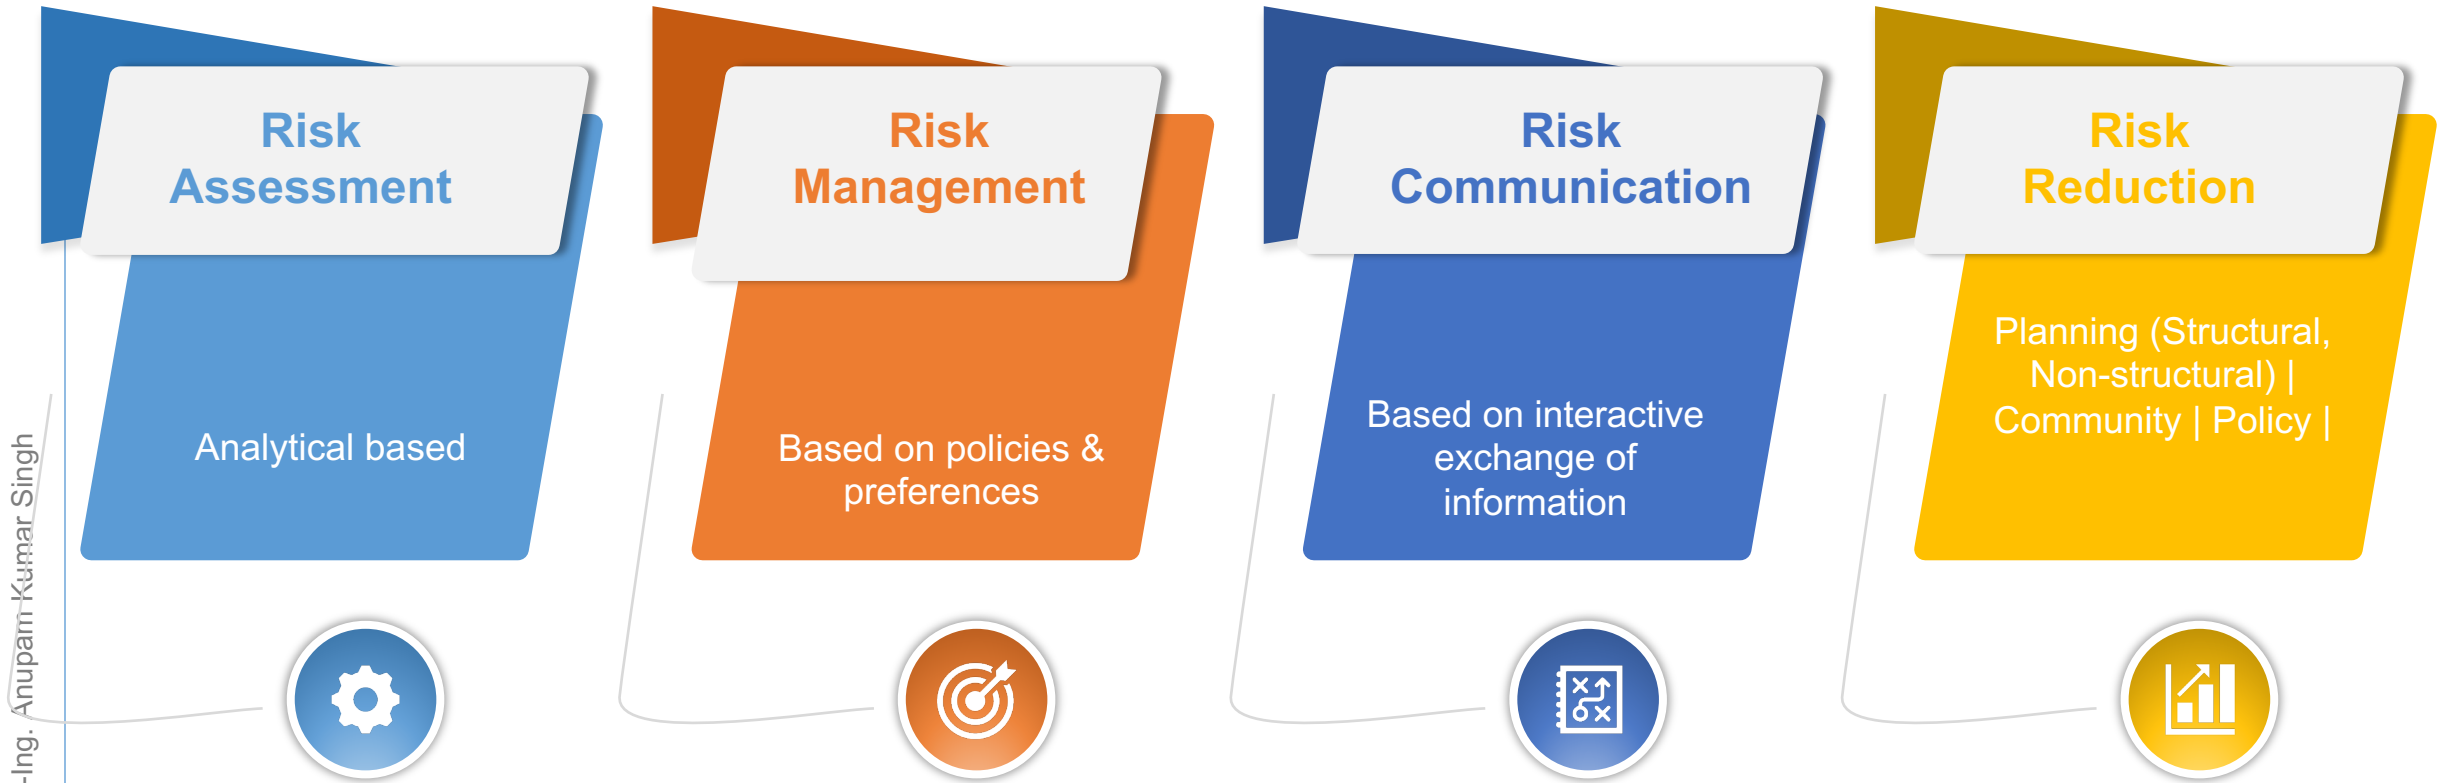 Risk
Assessment
Analytical based
Risk
Management
Based on policies &
preferences
Risk
Communication
Based on interactive
exchange of
information
Risk
Reduction
Planning (Structural,
Non-structural) |
Community | Policy |
-Ing. Anupam Kumar Singh